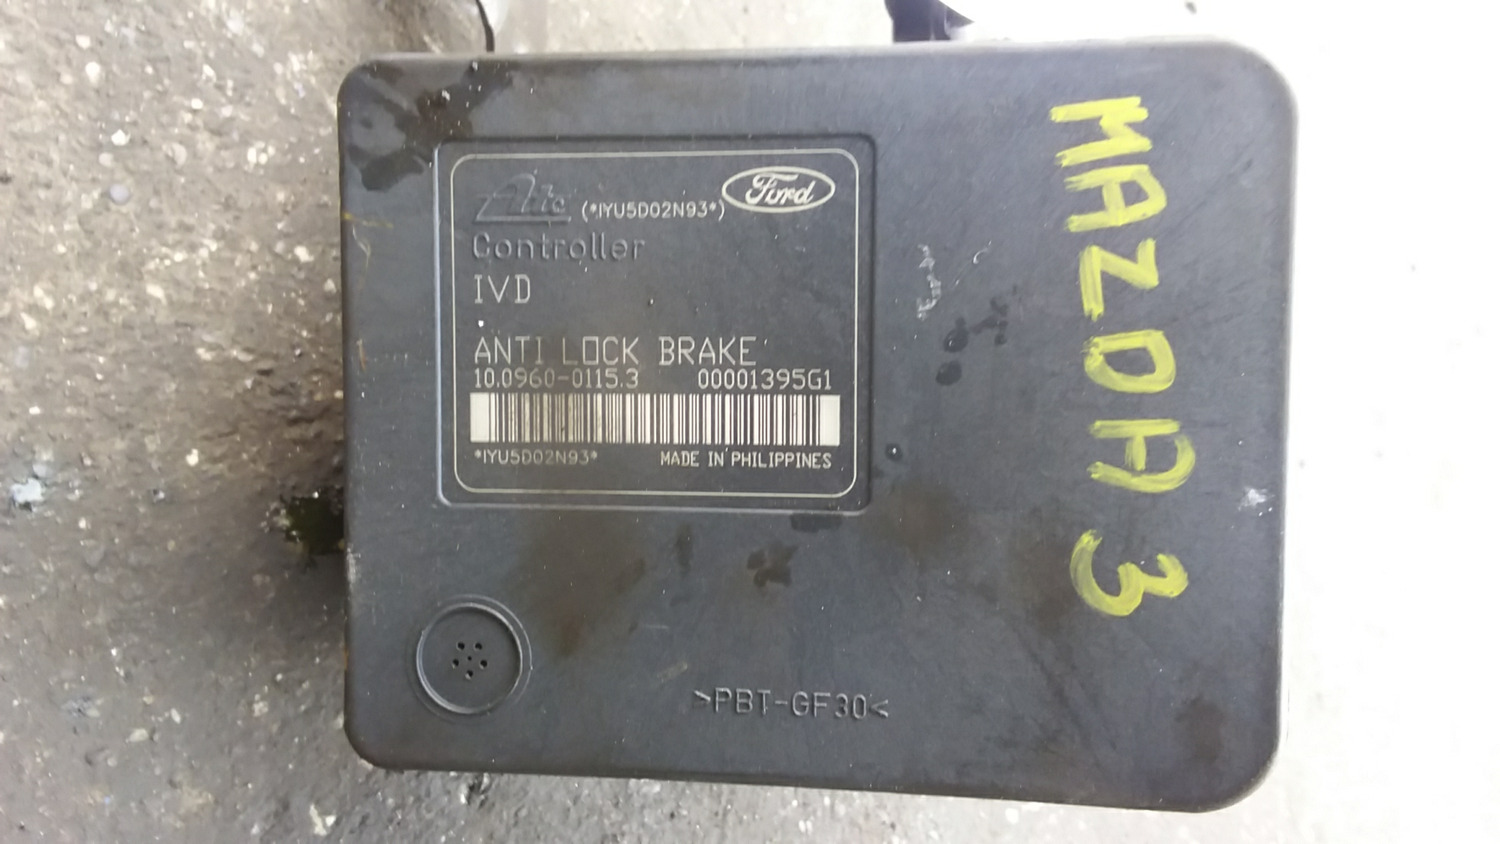 Ate (*IYU5D02N93*) Ford
Controller
IVD
ANTI LOCK BRAKE
10.0960-0115.3 00001395G1
*IYU5D02N93* MADE IN PHILIPPINES
>PBT-GF30<
MAZDA 3